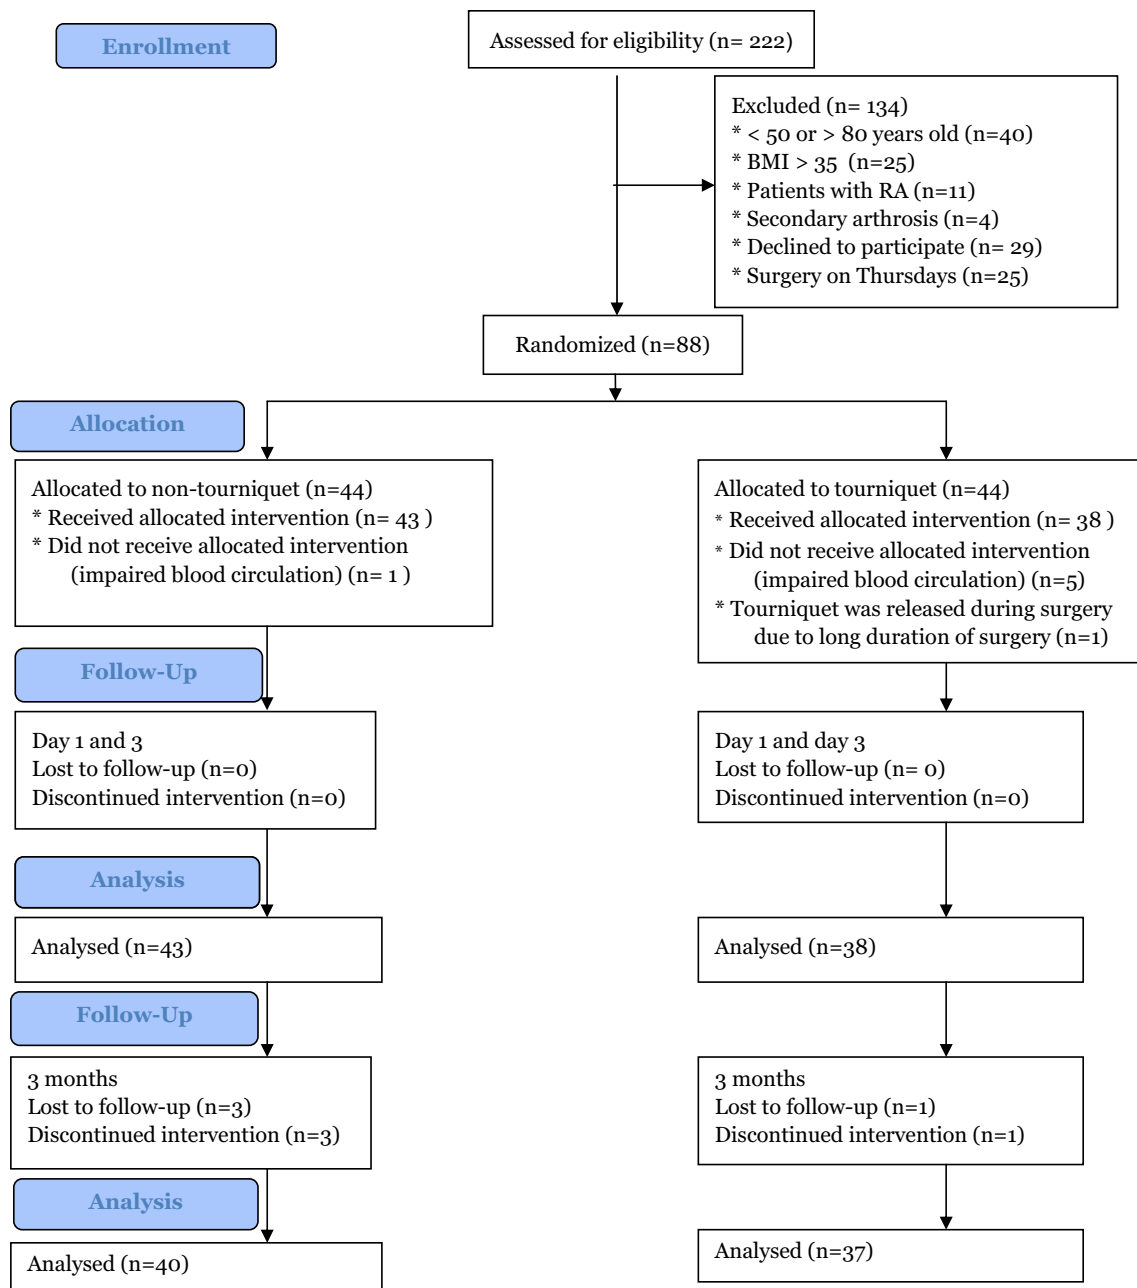 Enrollment
Assessed for eligibility (n= 222)
Excluded (n= 134)
* < 50 or > 80 years old (n=40)
* BMI > 35 (n=25)
* Patients with RA (n=11)
* Secondary arthrosis (n=4)
* Declined to participate (n= 29)
* Surgery on Thursdays (n=25)
Randomized (n=88)
Allocation
Allocated to non-tourniquet (n=44)
* Received allocated intervention (n= 43 )
* Did not receive allocated intervention
(impaired blood circulation) (n= 1 )
Allocated to tourniquet (n=44)
* Received allocated intervention (n= 38 )
* Did not receive allocated intervention
(impaired blood circulation) (n=5)
* Tourniquet was released during surgery
due to long duration of surgery (n=1)
Follow-Up
Day 1 and 3
Lost to follow-up (n=0)
Discontinued intervention (n=0)
Day 1 and day 3
Lost to follow-up (n= 0)
Discontinued intervention (n=0)
Analysis
Analysed (n=43)
Analysed (n=38)
Follow-Up
3 months
Lost to follow-up (n=3)
Discontinued intervention (n=3)
3 months
Lost to follow-up (n=1)
Discontinued intervention (n=1)
Analysis
Analysed (n=40)
Analysed (n=37)